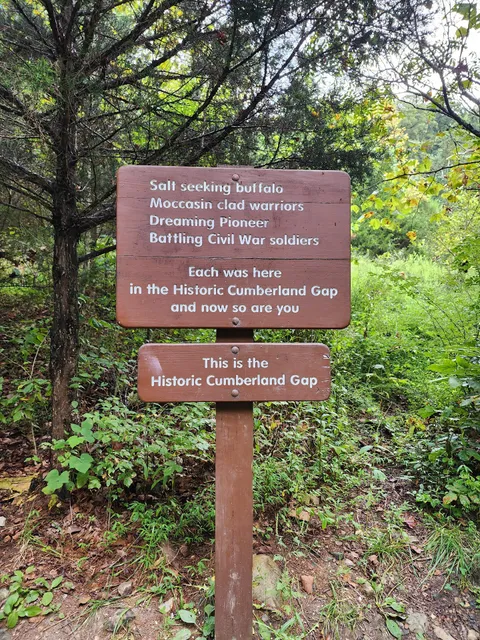 Salt seeking buffalo
Moccasin clad warriors
Dreaming Pioneer
Battling Civil War soldiers
Each was here
in the Historic Cumberland Gap
and now so are you
This is the
Historic Cumberland Gap